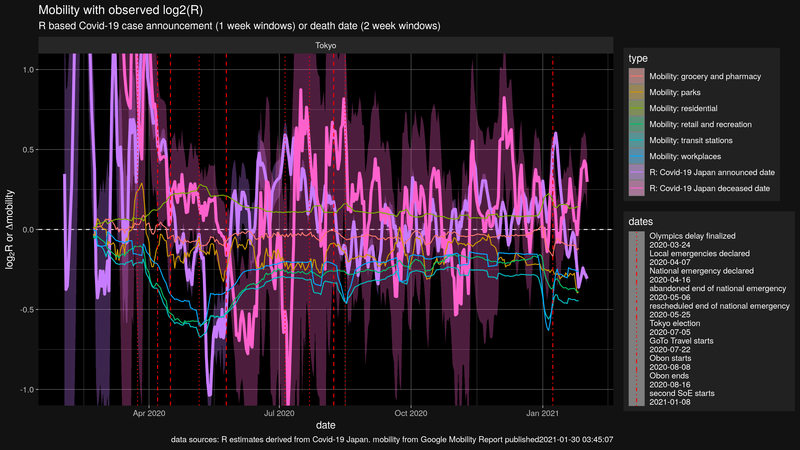 Mobility with observed log2(R)
R based Covid-19 case announcement (1 week windows) or death date (2 week windows)
Tokyo
1.0
0.5
0.0
-0.5
-1.0
log2R or Δmobility
Apr 2020
Jul 2020
Oct 2020
Jan 2021
date
type
Mobility: grocery and pharmacy
Mobility: parks
Mobility: residential
Mobility: retail and recreation
Mobility: transit stations
Mobility: workplaces
R: Covid-19 Japan announced date
R: Covid-19 Japan deceased date
dates
Olympics delay finalized
2020-03-24
Local emergencies declared
2020-04-07
National emergency declared
2020-04-16
abandoned end of national emergency
2020-05-06
rescheduled end of national emergency
2020-05-25
Tokyo election
2020-07-05
GoTo Travel starts
2020-07-22
Obon starts
2020-08-08
Obon ends
2020-08-16
second SoE starts
2021-01-08
data sources: R estimates derived from Covid-19 Japan. mobility from Google Mobility Report published2021-01-30 03:45:07